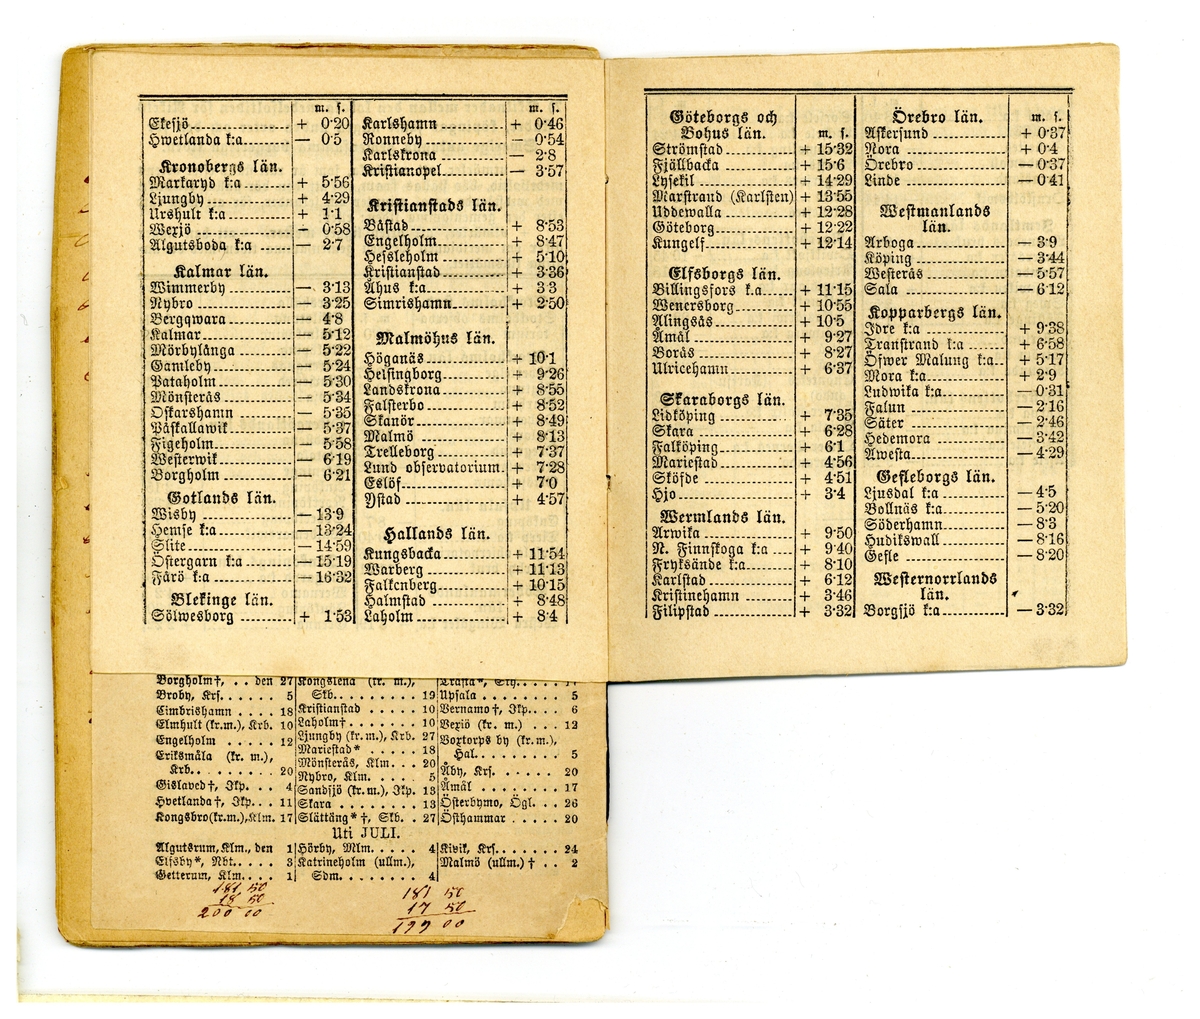 m. s.
Ekesjö + 0·20
Hwetlanda k:a — 0·5
Kronobergs län.
Markaryd k:a + 5·56
Ljungby + 4·29
Urshult k:a + 1·1
Wexjö — 0·58
Algutsboda k:a — 2·7
Kalmar län.
Wimmerby — 3·13
Nybro — 3·25
Bergqwara — 4·8
Kalmar — 5·12
Mörbylånga — 5·22
Gamleby — 5·24
Pataholm — 5·30
Mönsterås — 5·34
Oskarshamn — 5·35
Påskallawik — 5·37
Figeholm — 5·58
Westerwik — 6·19
Borgholm — 6·21
Gotlands län.
Wisby — 13·9
Hemse k:a — 13·24
Slite — 14·59
Östergarn k:a — 15·19
Fårö k:a — 16·32
Blekinge län.
Sölwesborg + 1·53
m. s.
Karlshamn + 0·46
Ronneby — 0·54
Karlskrona — 2·8
Kristianopel — 3·57
Kristianstads län.
Båstad + 8·53
Engelholm + 8·47
Hessleholm + 5·10
Kristianstad + 3·36
Åhus k:a + 3·3
Simrishamn + 2·50
Malmöhus län.
Höganäs + 10·1
Helsingborg + 9·26
Landskrona + 8·55
Falsterbo + 8·52
Skanör + 8·49
Malmö + 8·13
Trelleborg + 7·37
Lund observatorium + 7·28
Eslöf + 7·0
Ystad + 4·57
Hallands län.
Kungsbacka + 11·54
Warberg + 11·13
Falkenberg + 10·15
Halmstad + 8·48
Laholm + 8·4
Göteborgs och
Bohus län. m. s.
Strömstad + 15·32
Fjällbacka + 15·6
Lysekil + 14·29
Marstrand (Karlsten) + 13·55
Uddewalla + 12·28
Göteborg + 12·22
Kungelf + 12·14
Elfsborgs län.
Billingsfors k.a + 11·15
Wenersborg + 10·55
Alingsås + 10·5
Åmål + 9·27
Borås + 8·27
Ulricehamn + 6·37
Skaraborgs län.
Lidköping + 7·35
Skara + 6·28
Falköping + 6·1
Mariestad + 4·56
Sköfde + 4·51
Hjo + 3·4
Wermlands län.
Arwika + 9·50
N. Finnskoga k:a + 9·40
Fryksände k:a + 8·10
Karlstad + 6·12
Kristinehamn + 3·46
Filipstad + 3·32
Örebro län. m. s.
Askersund + 0·37
Nora + 0·4
Örebro — 0·37
Linde — 0·41
Westmanlands
län.
Arboga — 3·9
Köping — 3·44
Westerås — 5·57
Sala — 6·12
Kopparbergs län.
Idre k:a + 9·38
Transtrand k:a + 6·58
Öfwer Malung k:a + 5·17
Mora k:a + 2·9
Ludwika k:a — 0·31
Falun — 2·16
Säter — 2·46
Hedemora — 3·42
Awesta — 4·29
Gefleborgs län.
Ljusdal k:a — 4·5
Bollnäs k:a — 5·20
Söderhamn — 8·3
Hudikswall — 8·16
Gefle — 8·20
Westernorrlands
län.
Borgsjö k:a — 3·32
Borgholm†, . . den 27
Broby, Krs. 5
Cimbrishamn 18
Elmhult (kr.m.), Krb. 10
Engelholm 12
Eriksmåla (kr. m.),
Krb. 20
Gislaved†, Jkp. 4
Hvetlanda†, Jkp. 11
Kongsbro(kr.m.),Klm. 17
Kongslena (kr. m.),
Skb. 19
Kristianstad 10
Laholm† 10
Ljungby (kr.m.), Krb. 27
Mariestad* 18
Mönsterås, Klm. 20
Nybro, Klm. 5
Sandsjö (kr.m.), Jkp. 13
Skara 13
Slättäng*†, Skb. 27
Upsala 5
Vernamo†, Jkp. 6
Vexiö (kr. m.) 12
Voxtorps by (kr.m.),
Hal. 5
Åby, Krs. 20
Åmål 17
Österbymo, Ögl. 26
Östhammar 20
Uti JULI.
Algutsrum, Klm., den 1
Elfsby*, Nbt. 3
Getterum, Klm. 1
Hörby, Mlm. 4
Katrineholm (ullm.),
Sdm. 4
Kivik, Krs. 24
Malmö (ullm.) † 2
181 50
18 50
200 00
181 50
17 50
199 00